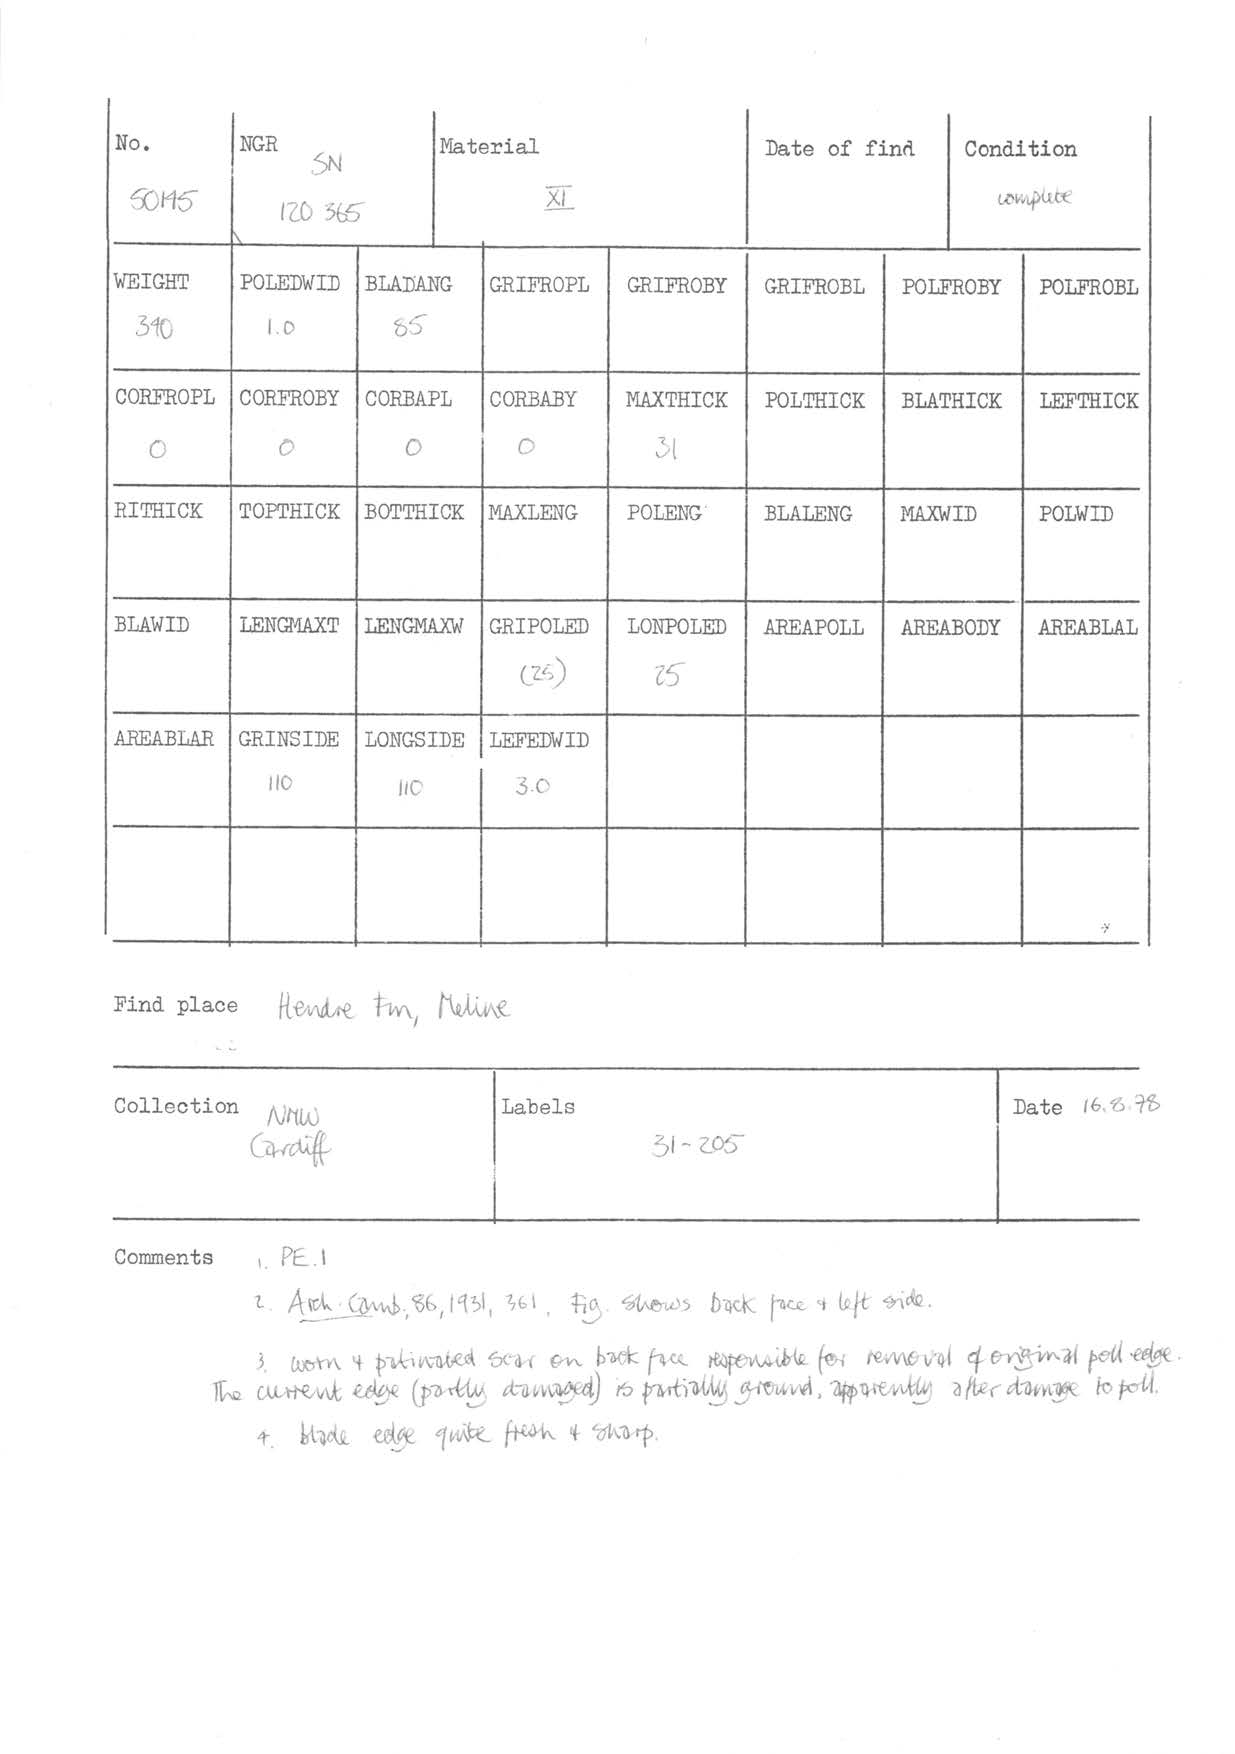 No. NGR Material Date of find Condition
SN
120 365 XI complete
WEIGHT POLEDWID BLADANG GRIFROPL GRIFROBY GRIFROBL POLFROBY POLFROBL
390 1.0 85
CORFROPL CORFROBY CORBAPL CORBABY MAXTHICK POLTHICK BLATHICK LEFTHICK
0 0 0 0 31
RITHICK TOPTHICK BOTTHICK MAXLENG POLENG BLALENG MAXWID POLWID
BLAWID LENGMAXT LENGMAXW GRIPOLED LONPOLED AREAPOLL AREABODY AREABLAL
(25) 25
AREABLAR GRINSIDE LONGSIDE LEFEDWID
110 110 3.0
Find place Hendre Fm, Meline
Collection NMW Labels Date 16.8.78
Cardiff 31-205
Comments 1. PE.1
2. Arch. Camb., 86, 1931, 361. Fig. shows back face + left side.
3. worn + patinated scar on back face responsible for removal of original poll edge.
The current edge (partly damaged) is partially ground, apparently after damage to poll.
4. blade edge quite fresh + sharp.